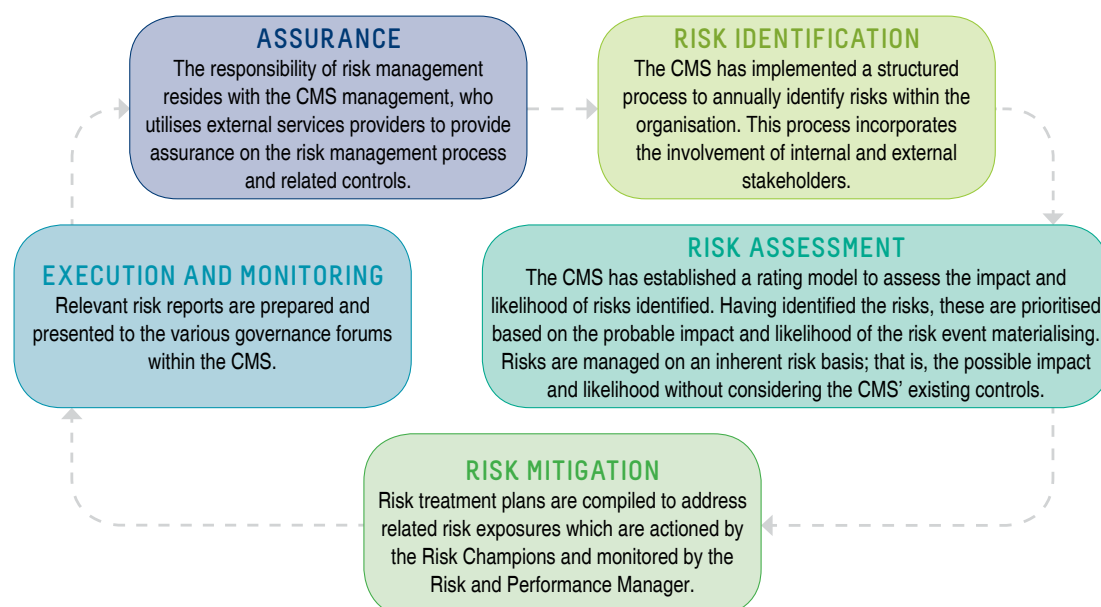 ASSURANCE
The responsibility of risk management
resides with the CMS management, who
utilises external services providers to provide
assurance on the risk management process
and related controls.
RISK IDENTIFICATION
The CMS has implemented a structured
process to annually identify risks within the
organisation. This process incorporates
the involvement of internal and external
stakeholders.
EXECUTION AND MONITORING
Relevant risk reports are prepared and
presented to the various governance forums
within the CMS.
RISK ASSESSMENT
The CMS has established a rating model to assess the impact and
likelihood of risks identified. Having identified the risks, these are prioritised
based on the probable impact and likelihood of the risk event materialising.
Risks are managed on an inherent risk basis; that is, the possible impact
and likelihood without considering the CMS' existing controls.
RISK MITIGATION
Risk treatment plans are compiled to address
related risk exposures which are actioned by
the Risk Champions and monitored by the
Risk and Performance Manager.